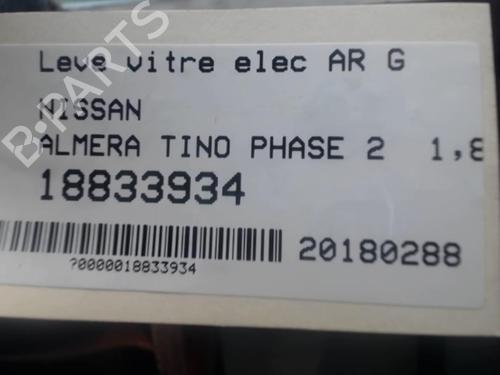 Leve vitre elec AR G
NISSAN
ALMERA TINO PHASE 2 1,8
18833934
20180288
?0000018833934
B-PARTS